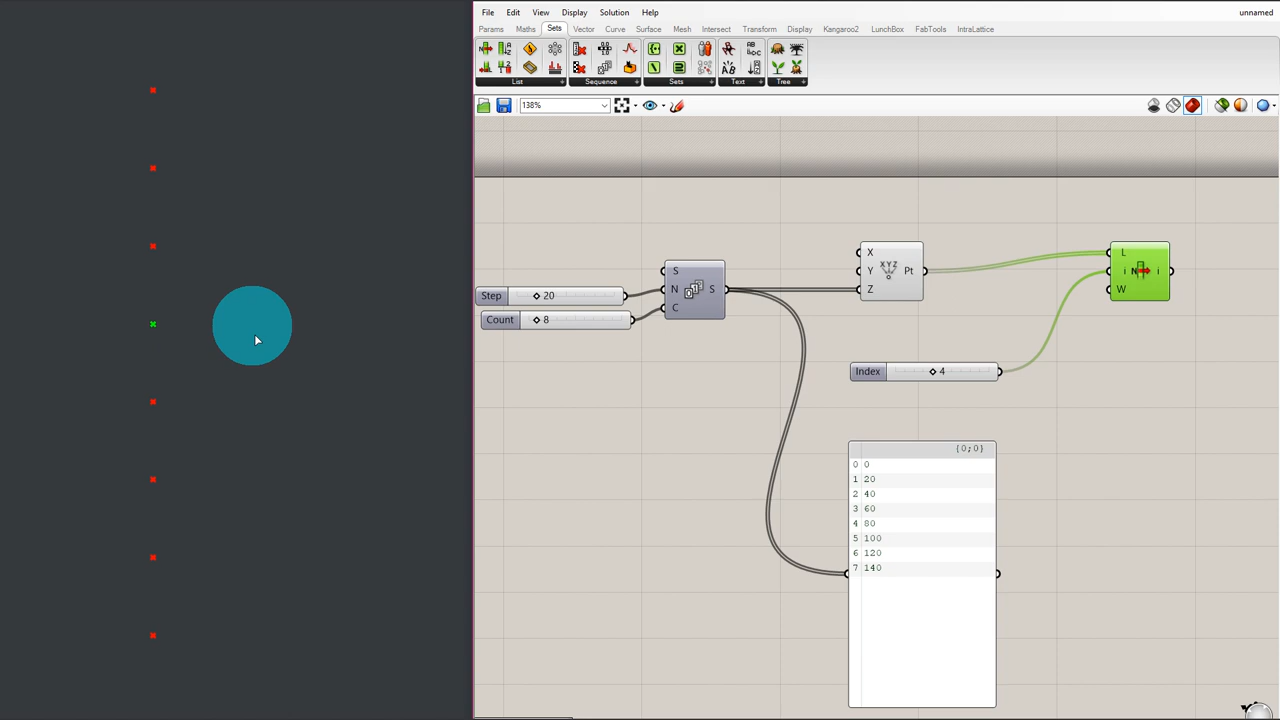 File Edit View Display Solution Help unnamed
Params Maths Sets Vector Curve Surface Mesh Intersect Transform Display Kangaroo2 LunchBox FabTools IntraLattice
List Sequence Sets Text Tree
138%
S
N S
C
Step 20
Count 8
X
Y XYZ Pt
Z
L
i N i
W
Index 4
{0;0}
0 0
1 20
2 40
3 60
4 80
5 100
6 120
7 140